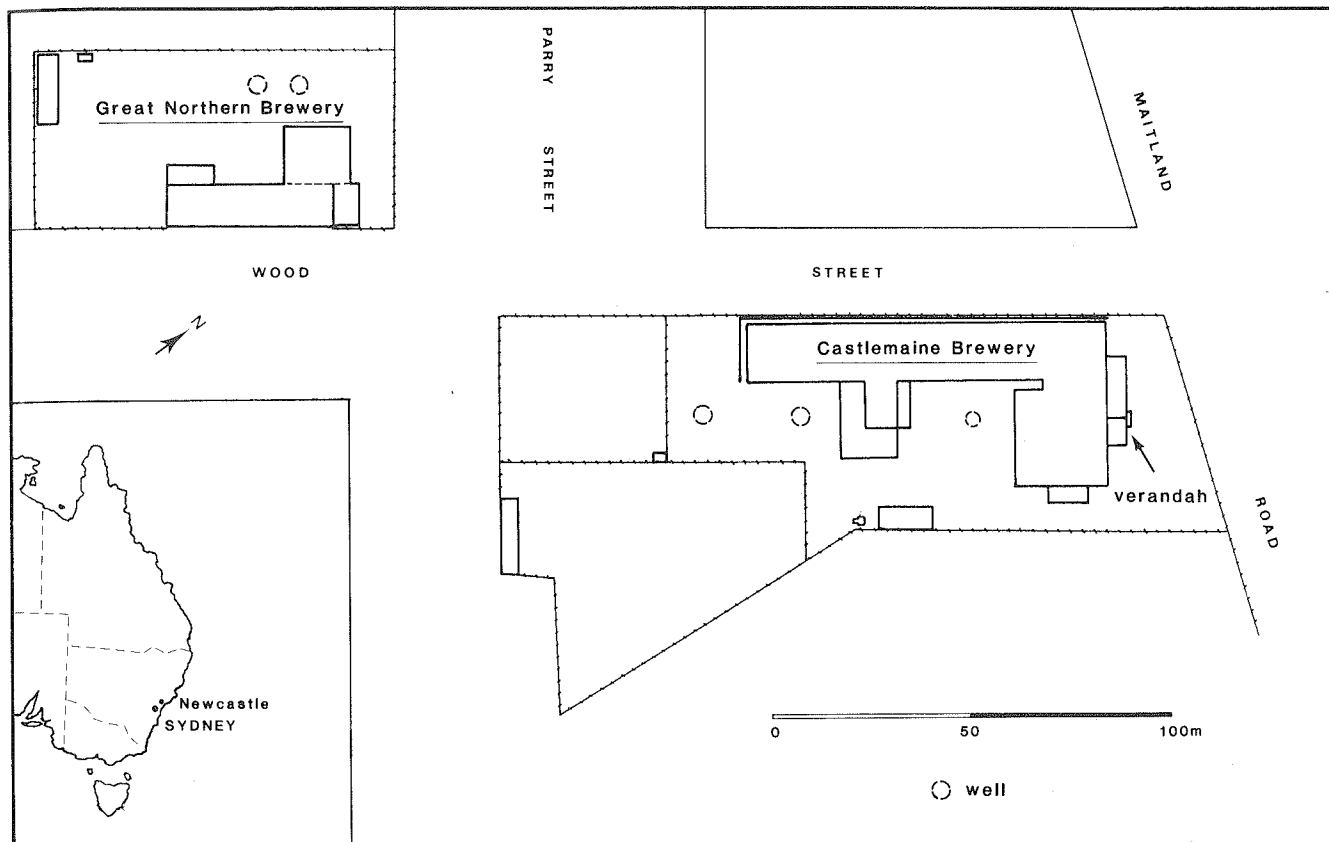 PARRY
STREET
Great Northern Brewery
MAITLAND
WOOD
STREET
N
Castlemaine Brewery
verandah
ROAD
Newcastle
SYDNEY
0 50 100m
well